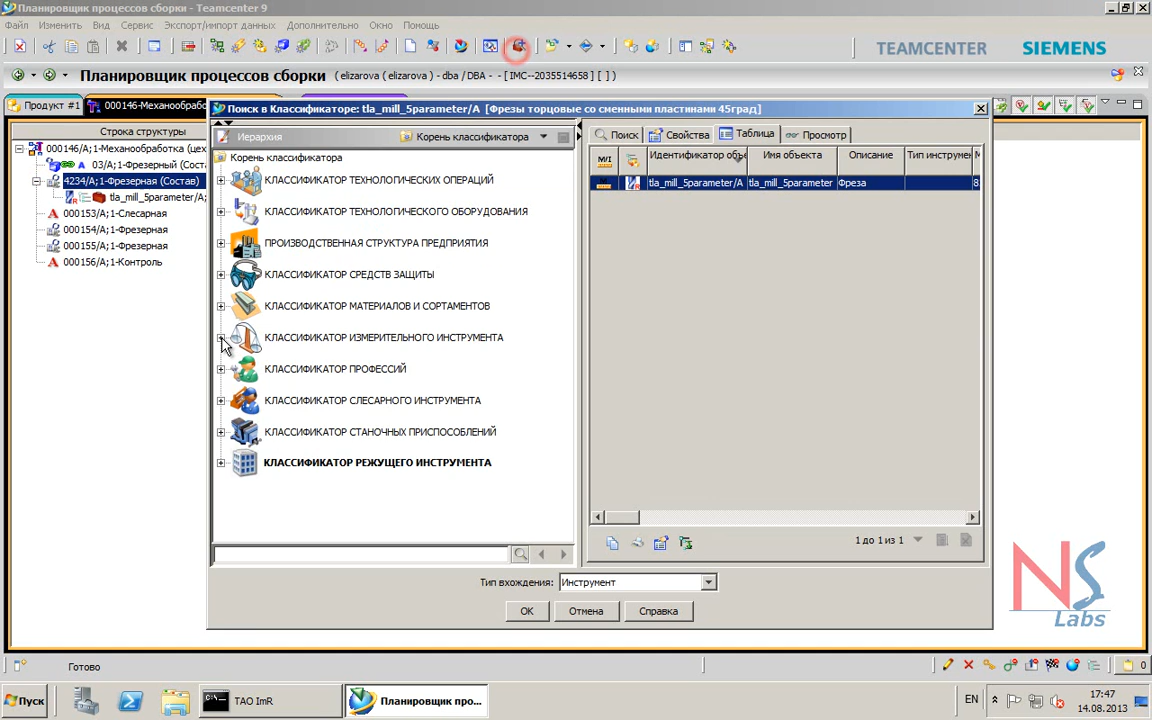 Планировщик процессов сборки - Teamcenter 9
Файл Изменить Вид Сервис Экспорт/импорт данных Дополнительно Окно Помощь
TEAMCENTER SIEMENS
Планировщик процессов сборки ( elizarova ( elizarova ) - dba / DBA - - [ IMC--2035514658 ] [ ] )
Продукт #1 000146-Механообрабо
Поиск в Классификаторе: tla_mill_5parameter/A [Фрезы торцовые со сменными пластинами 45град]
Строка структуры
000146/A;1-Механообработка (цех
03/A;1-Фрезерный (Соста
4234/A;1-Фрезерная (Состав)
tla_mill_5parameter/A;
000153/A;1-Слесарная
000154/A;1-Фрезерная
000155/A;1-Фрезерная
000156/A;1-Контроль
Иерархия Корень классификатора
Корень классификатора
КЛАССИФИКАТОР ТЕХНОЛОГИЧЕСКИХ ОПЕРАЦИЙ
КЛАССИФИКАТОР ТЕХНОЛОГИЧЕСКОГО ОБОРУДОВАНИЯ
ПРОИЗВОДСТВЕННАЯ СТРУКТУРА ПРЕДПРИЯТИЯ
КЛАССИФИКАТОР СРЕДСТВ ЗАЩИТЫ
КЛАССИФИКАТОР МАТЕРИАЛОВ И СОРТАМЕНТОВ
КЛАССИФИКАТОР ИЗМЕРИТЕЛЬНОГО ИНСТРУМЕНТА
КЛАССИФИКАТОР ПРОФЕССИЙ
КЛАССИФИКАТОР СЛЕСАРНОГО ИНСТРУМЕНТА
КЛАССИФИКАТОР СТАНОЧНЫХ ПРИСПОСОБЛЕНИЙ
КЛАССИФИКАТОР РЕЖУЩЕГО ИНСТРУМЕНТА
Поиск Свойства Таблица Просмотр
M/I Идентификатор объе Имя объекта Описание Тип инструмен М
tla_mill_5parameter/A tla_mill_5parameter Фреза 8
1 до 1 из 1
Тип вхождения: Инструмент
ОК Отмена Справка
NS
Labs
Готово
0
Пуск TAO ImR Планировщик про... EN 17:47
14.08.2013